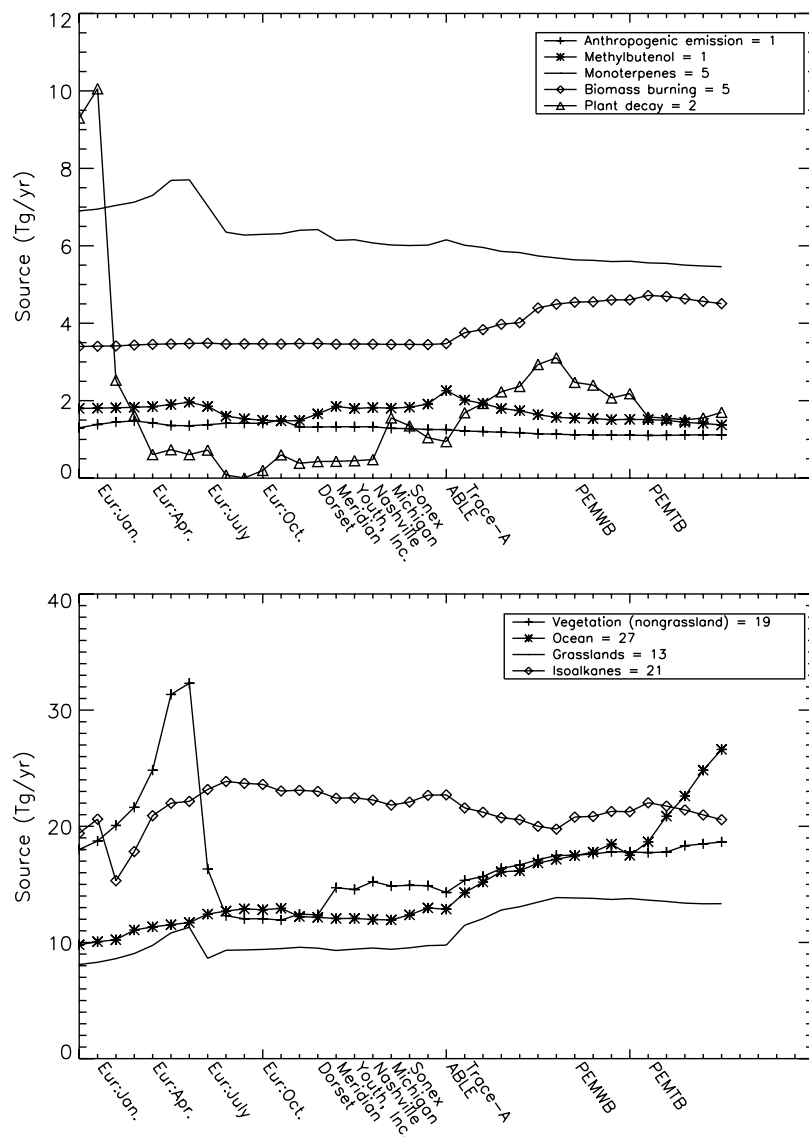 12
10
8
6
4
2
0
Source (Tg/yr)
Anthropogenic emission = 1
Methylbutenol = 1
Monoterpenes = 5
Biomass burning = 5
Plant decay = 2
Eur:Jan.
Eur:Apr.
Eur:July
Eur:Oct.
Dorset
Meridian
Youth, Inc.
Nashville
Michigan
Sonex
ABLE
Trace-A
PEMWB
PEMTB
40
30
20
10
0
Source (Tg/yr)
Vegetation (nongrassland) = 19
Ocean = 27
Grasslands = 13
Isoalkanes = 21
Eur:Jan.
Eur:Apr.
Eur:July
Eur:Oct.
Dorset
Meridian
Youth, Inc.
Nashville
Michigan
Sonex
ABLE
Trace-A
PEMWB
PEMTB